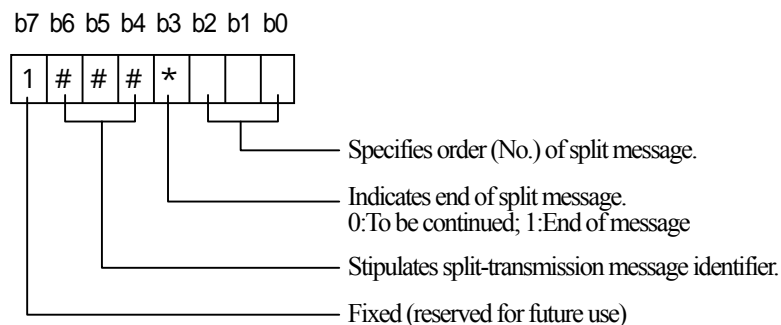 b7 b6 b5 b4 b3 b2 b1 b0
1 # # # *
Specifies order (No.) of split message.
Indicates end of split message.
0:To be continued; 1:End of message
Stipulates split-transmission message identifier.
Fixed (reserved for future use)